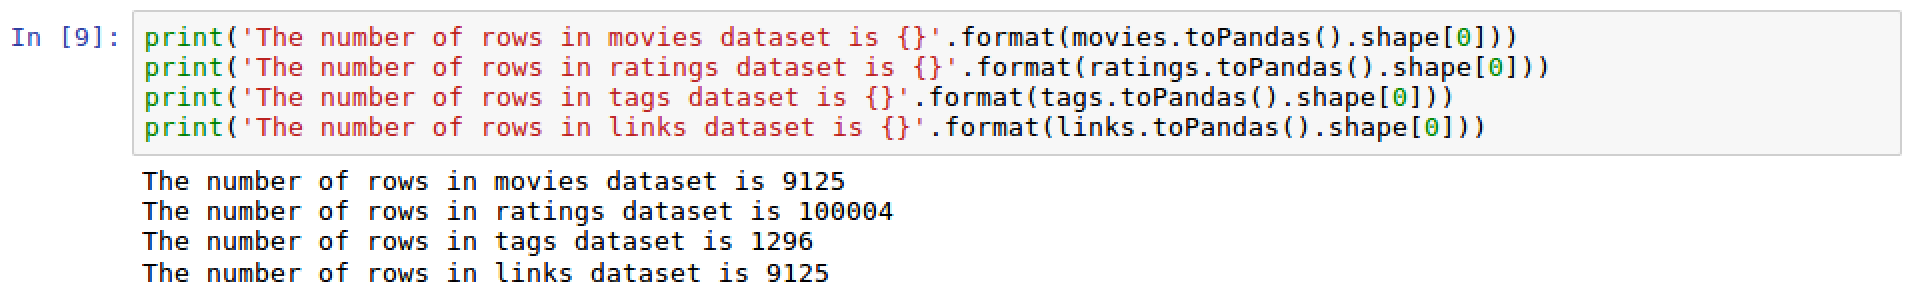 In [9]: print('The number of rows in movies dataset is {}'.format(movies.toPandas().shape[0]))
print('The number of rows in ratings dataset is {}'.format(ratings.toPandas().shape[0]))
print('The number of rows in tags dataset is {}'.format(tags.toPandas().shape[0]))
print('The number of rows in links dataset is {}'.format(links.toPandas().shape[0]))
The number of rows in movies dataset is 9125
The number of rows in ratings dataset is 100004
The number of rows in tags dataset is 1296
The number of rows in links dataset is 9125